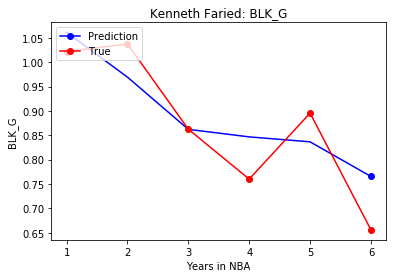 Kenneth Faried: BLK_G
Prediction
True
1.05
1.00
0.95
0.90
0.85
0.80
0.75
0.70
0.65
BLK_G
1 2 3 4 5 6
Years in NBA